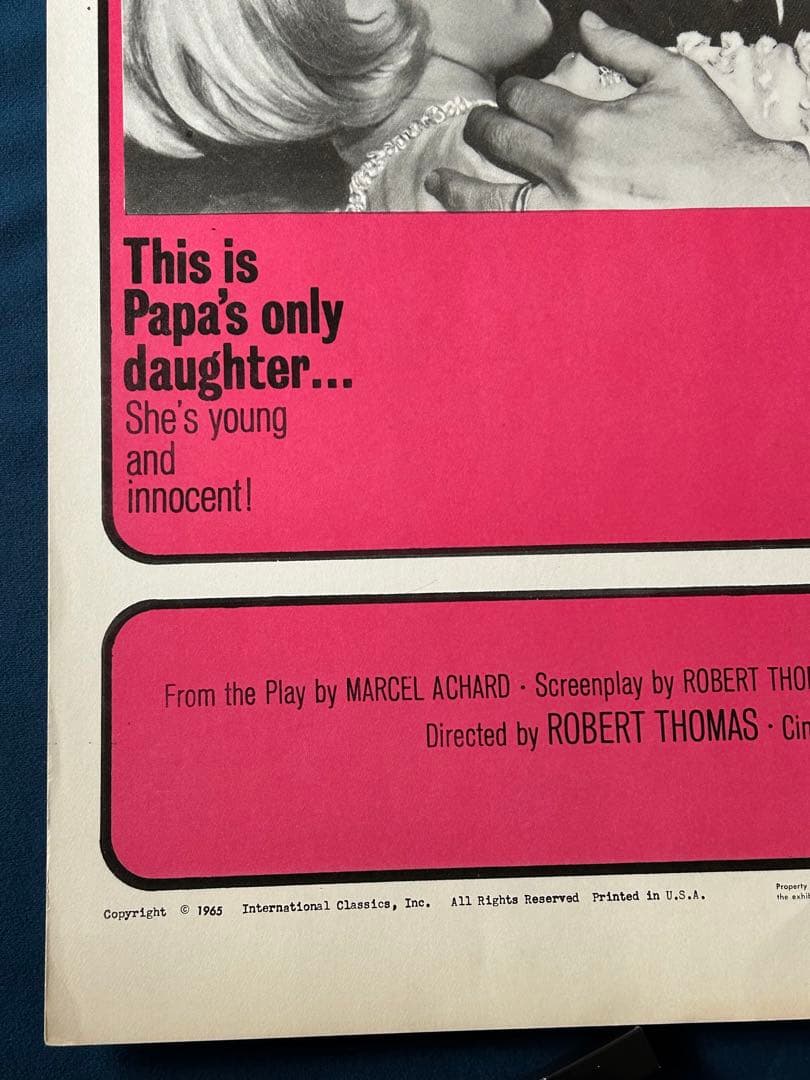 This is
Papa's only
daughter...
She's young
and
innocent!
From the Play by MARCEL ACHARD · Screenplay by ROBERT THO
Directed by ROBERT THOMAS · Cin
Copyright © 1965 International Classics, Inc. All Rights Reserved Printed in U.S.A.
Property
the exhib